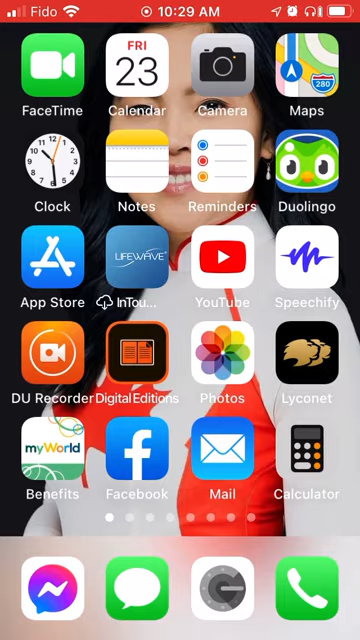 Fido 10:29 AM
FRI
23
280
FaceTime Calendar Camera Maps
Clock Notes Reminders Duolingo
LIFEWAVE
App Store InTou... YouTube Speechify
DU Recorder Digital Editions Photos Lyconet
myWorld
Benefits Facebook Mail Calculator